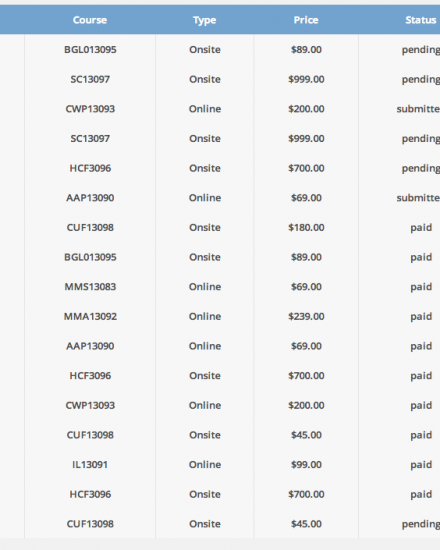 Course Type Price Status
BGL013095 Onsite $89.00 pending
SC13097 Onsite $999.00 pending
CWP13093 Online $200.00 submitte
SC13097 Onsite $999.00 pending
HCF3096 Onsite $700.00 pending
AAP13090 Online $69.00 submitte
CUF13098 Onsite $180.00 paid
BGL013095 Onsite $89.00 paid
MMS13083 Online $69.00 paid
MMA13092 Online $239.00 paid
AAP13090 Online $69.00 paid
HCF3096 Onsite $700.00 paid
CWP13093 Online $200.00 paid
CUF13098 Onsite $45.00 paid
IL13091 Online $99.00 paid
HCF3096 Onsite $700.00 paid
CUF13098 Onsite $45.00 pending